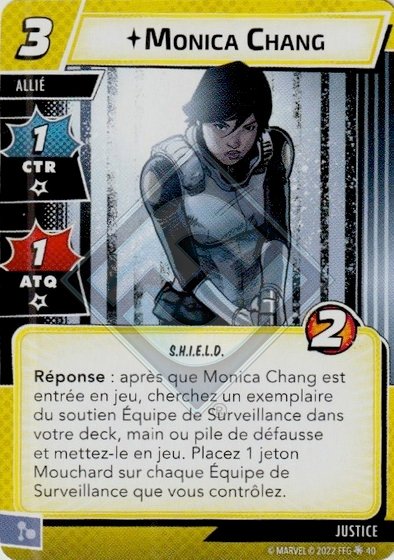 3
Monica Chang
ALLIÉ
1
CTR
1
ATQ
2
S.H.I.E.L.D.
Réponse : après que Monica Chang est
entrée en jeu, cherchez un exemplaire
du soutien Équipe de Surveillance dans
votre deck, main ou pile de défausse
et mettez-le en jeu. Placez 1 jeton
Mouchard sur chaque Équipe de
Surveillance que vous contrôlez.
JUSTICE
© MARVEL © 2022 FFG 40